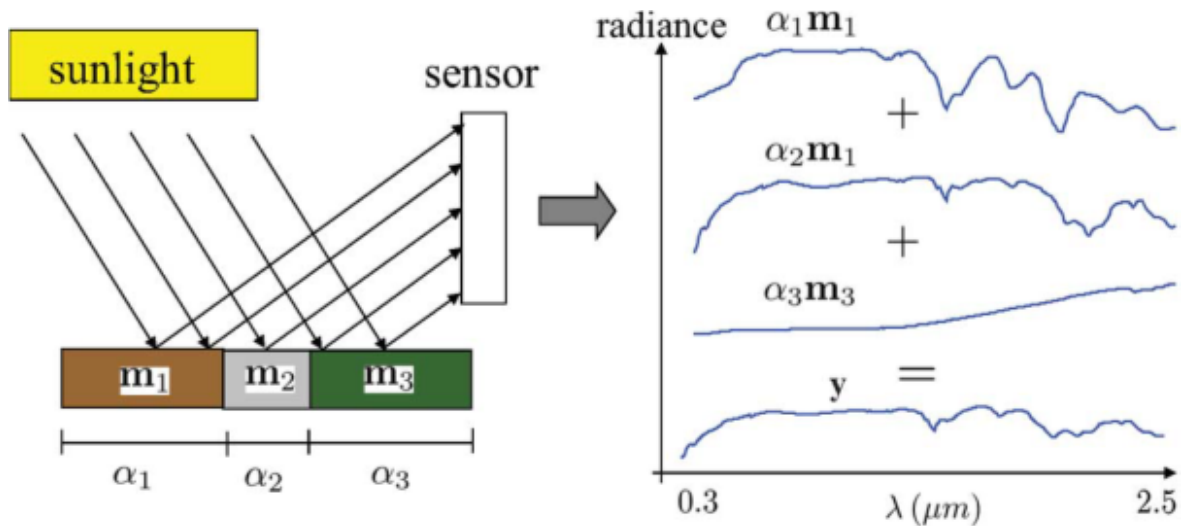 sunlight
sensor
m₁
m₂
m₃
α₁
α₂
α₃
radiance
α₁m₁
+
α₂m₁
+
α₃m₃
y =
0.3
λ (μm)
2.5